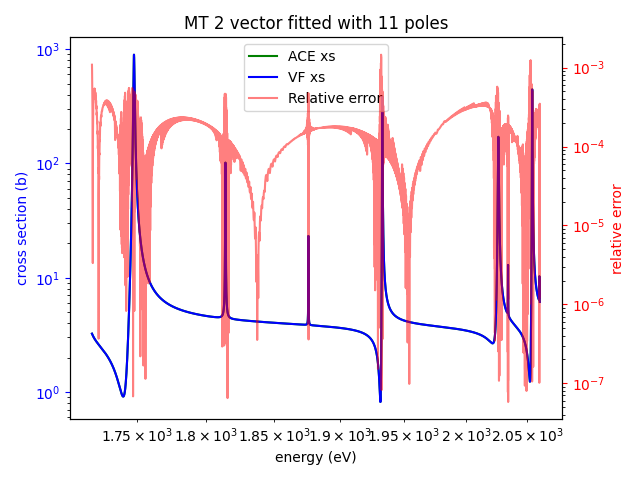 MT 2 vector fitted with 11 poles
ACE xs
VF xs
Relative error
cross section (b)
10³
10²
10¹
10⁰
relative error
10⁻³
10⁻⁴
10⁻⁵
10⁻⁶
10⁻⁷
1.75 × 10³ 1.8 × 10³ 1.85 × 10³ 1.9 × 10³ 1.95 × 10³ 2 × 10³ 2.05 × 10³
energy (eV)